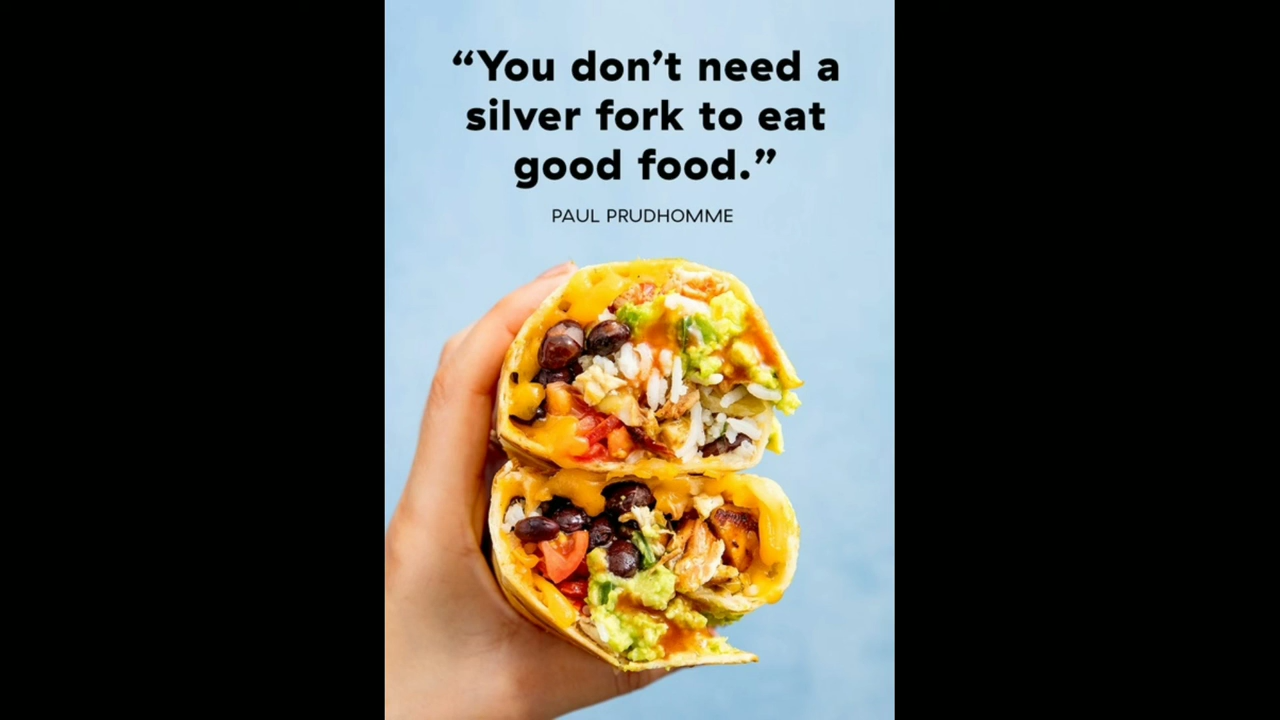 “You don’t need a
silver fork to eat
good food.”
PAUL PRUDHOMME